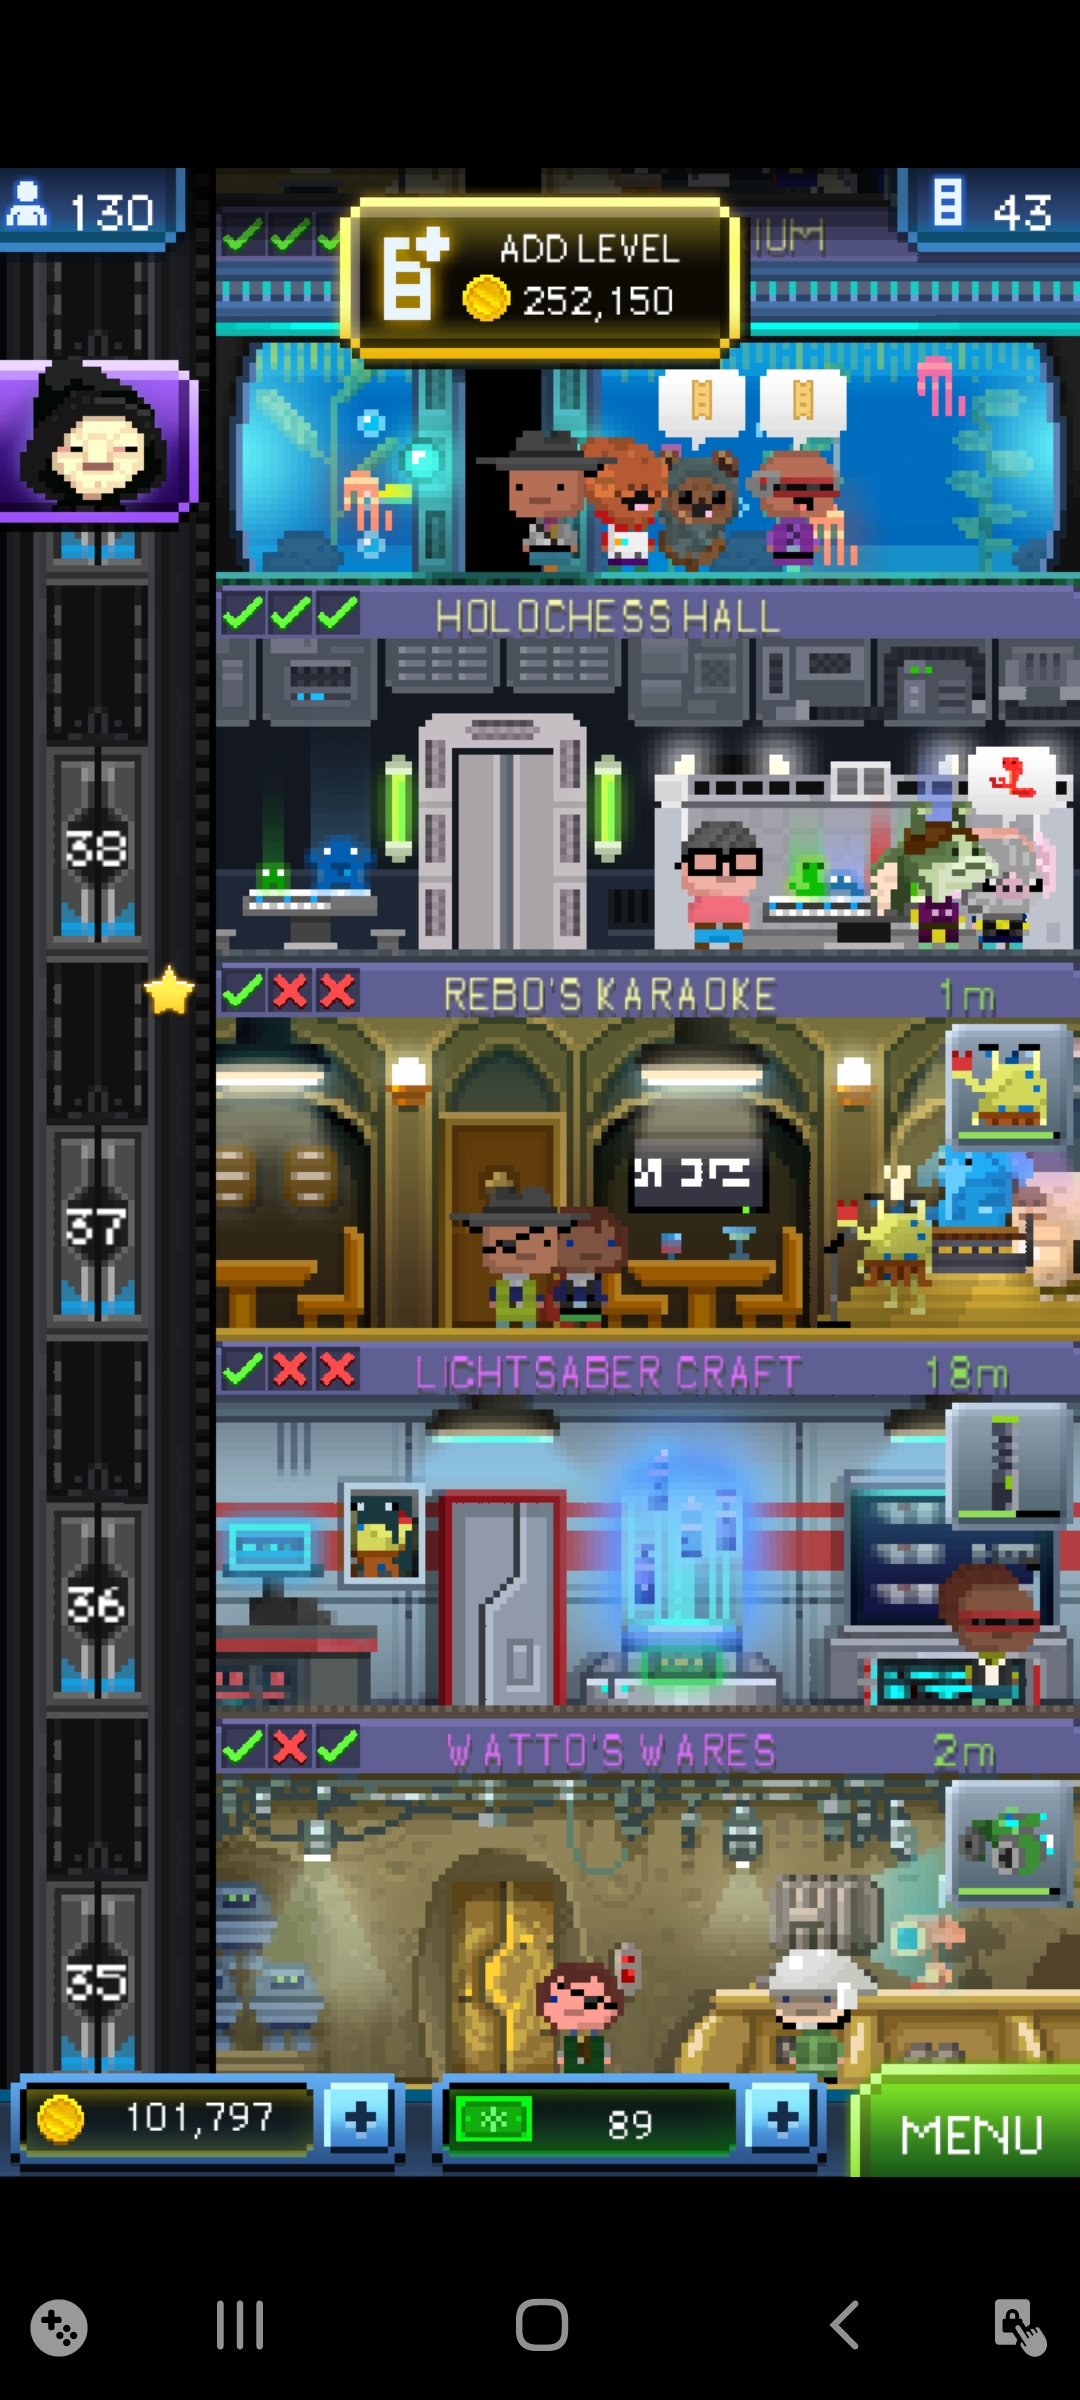 130
43
IUM
ADD LEVEL
252,150
HOLOCHESS HALL
38
REBO'S KARAOKE 1m
37
LIGHTSABER CRAFT 18m
36
WATTO'S WARES 2m
35
101,797
89
MENU